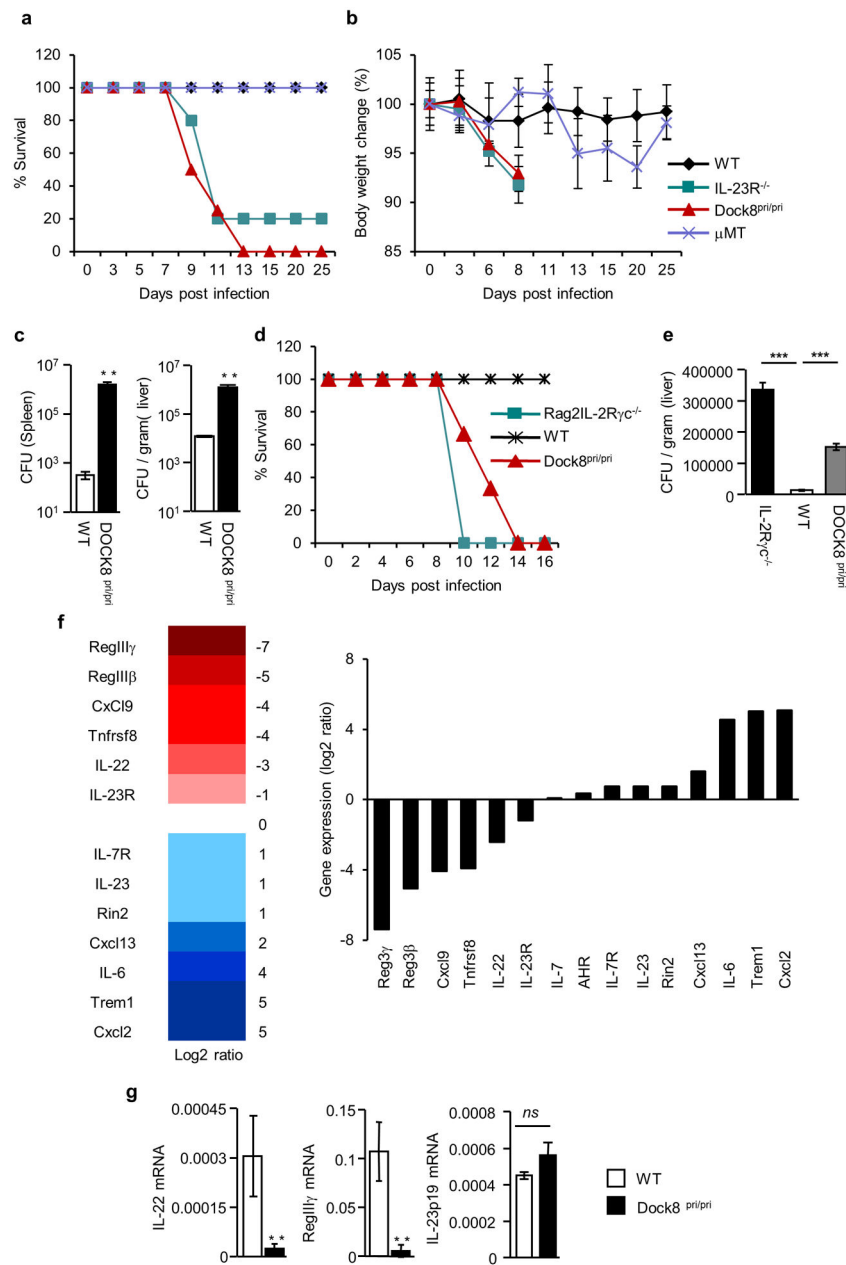 a
120
100
80
60
40
20
0
% Survival
0 3 5 7 9 11 13 15 20 25
Days post infection
b
105
100
95
90
85
Body weight change (%)
0 3 6 8 11 13 15 20 25
Days post infection
WT
IL-23R-/-
Dock8pri/pri
μMT
c
CFU (Spleen)
10⁷
10⁵
10³
10¹
**
WT
DOCK8 pri/pri
CFU / gram( liver)
10⁷
10⁵
10³
10¹
**
WT
DOCK8 pri/pri
d
120
100
80
60
40
20
0
% Survival
0 2 4 6 8 10 12 14 16
Days post infection
Rag2IL-2Rγc-/-
WT
Dock8pri/pri
e
CFU / gram (liver)
400000
300000
200000
100000
0
*** ***
IL-2Rγc-/-
WT
DOCK8 pri/pri
f
RegIIIγ -7
RegIIIβ -5
CxCl9 -4
Tnfrsf8 -4
IL-22 -3
IL-23R -1
0
IL-7R 1
IL-23 1
Rin2 1
Cxcl13 2
IL-6 4
Trem1 5
Cxcl2 5
Log2 ratio
Gene expression (log2 ratio)
8
4
0
-4
-8
Reg3γ
Reg3β
Cxcl9
Tnfrsf8
IL-22
IL-23R
IL-7
AHR
IL-7R
IL-23
Rin2
Cxcl13
IL-6
Trem1
Cxcl2
g
IL-22 mRNA
0.00045
0.0003
0.00015
0
**
RegIIIγ mRNA
0.15
0.1
0.05
0
**
IL-23p19 mRNA
0.0008
0.0006
0.0004
0.0002
0
ns
WT
Dock8 pri/pri